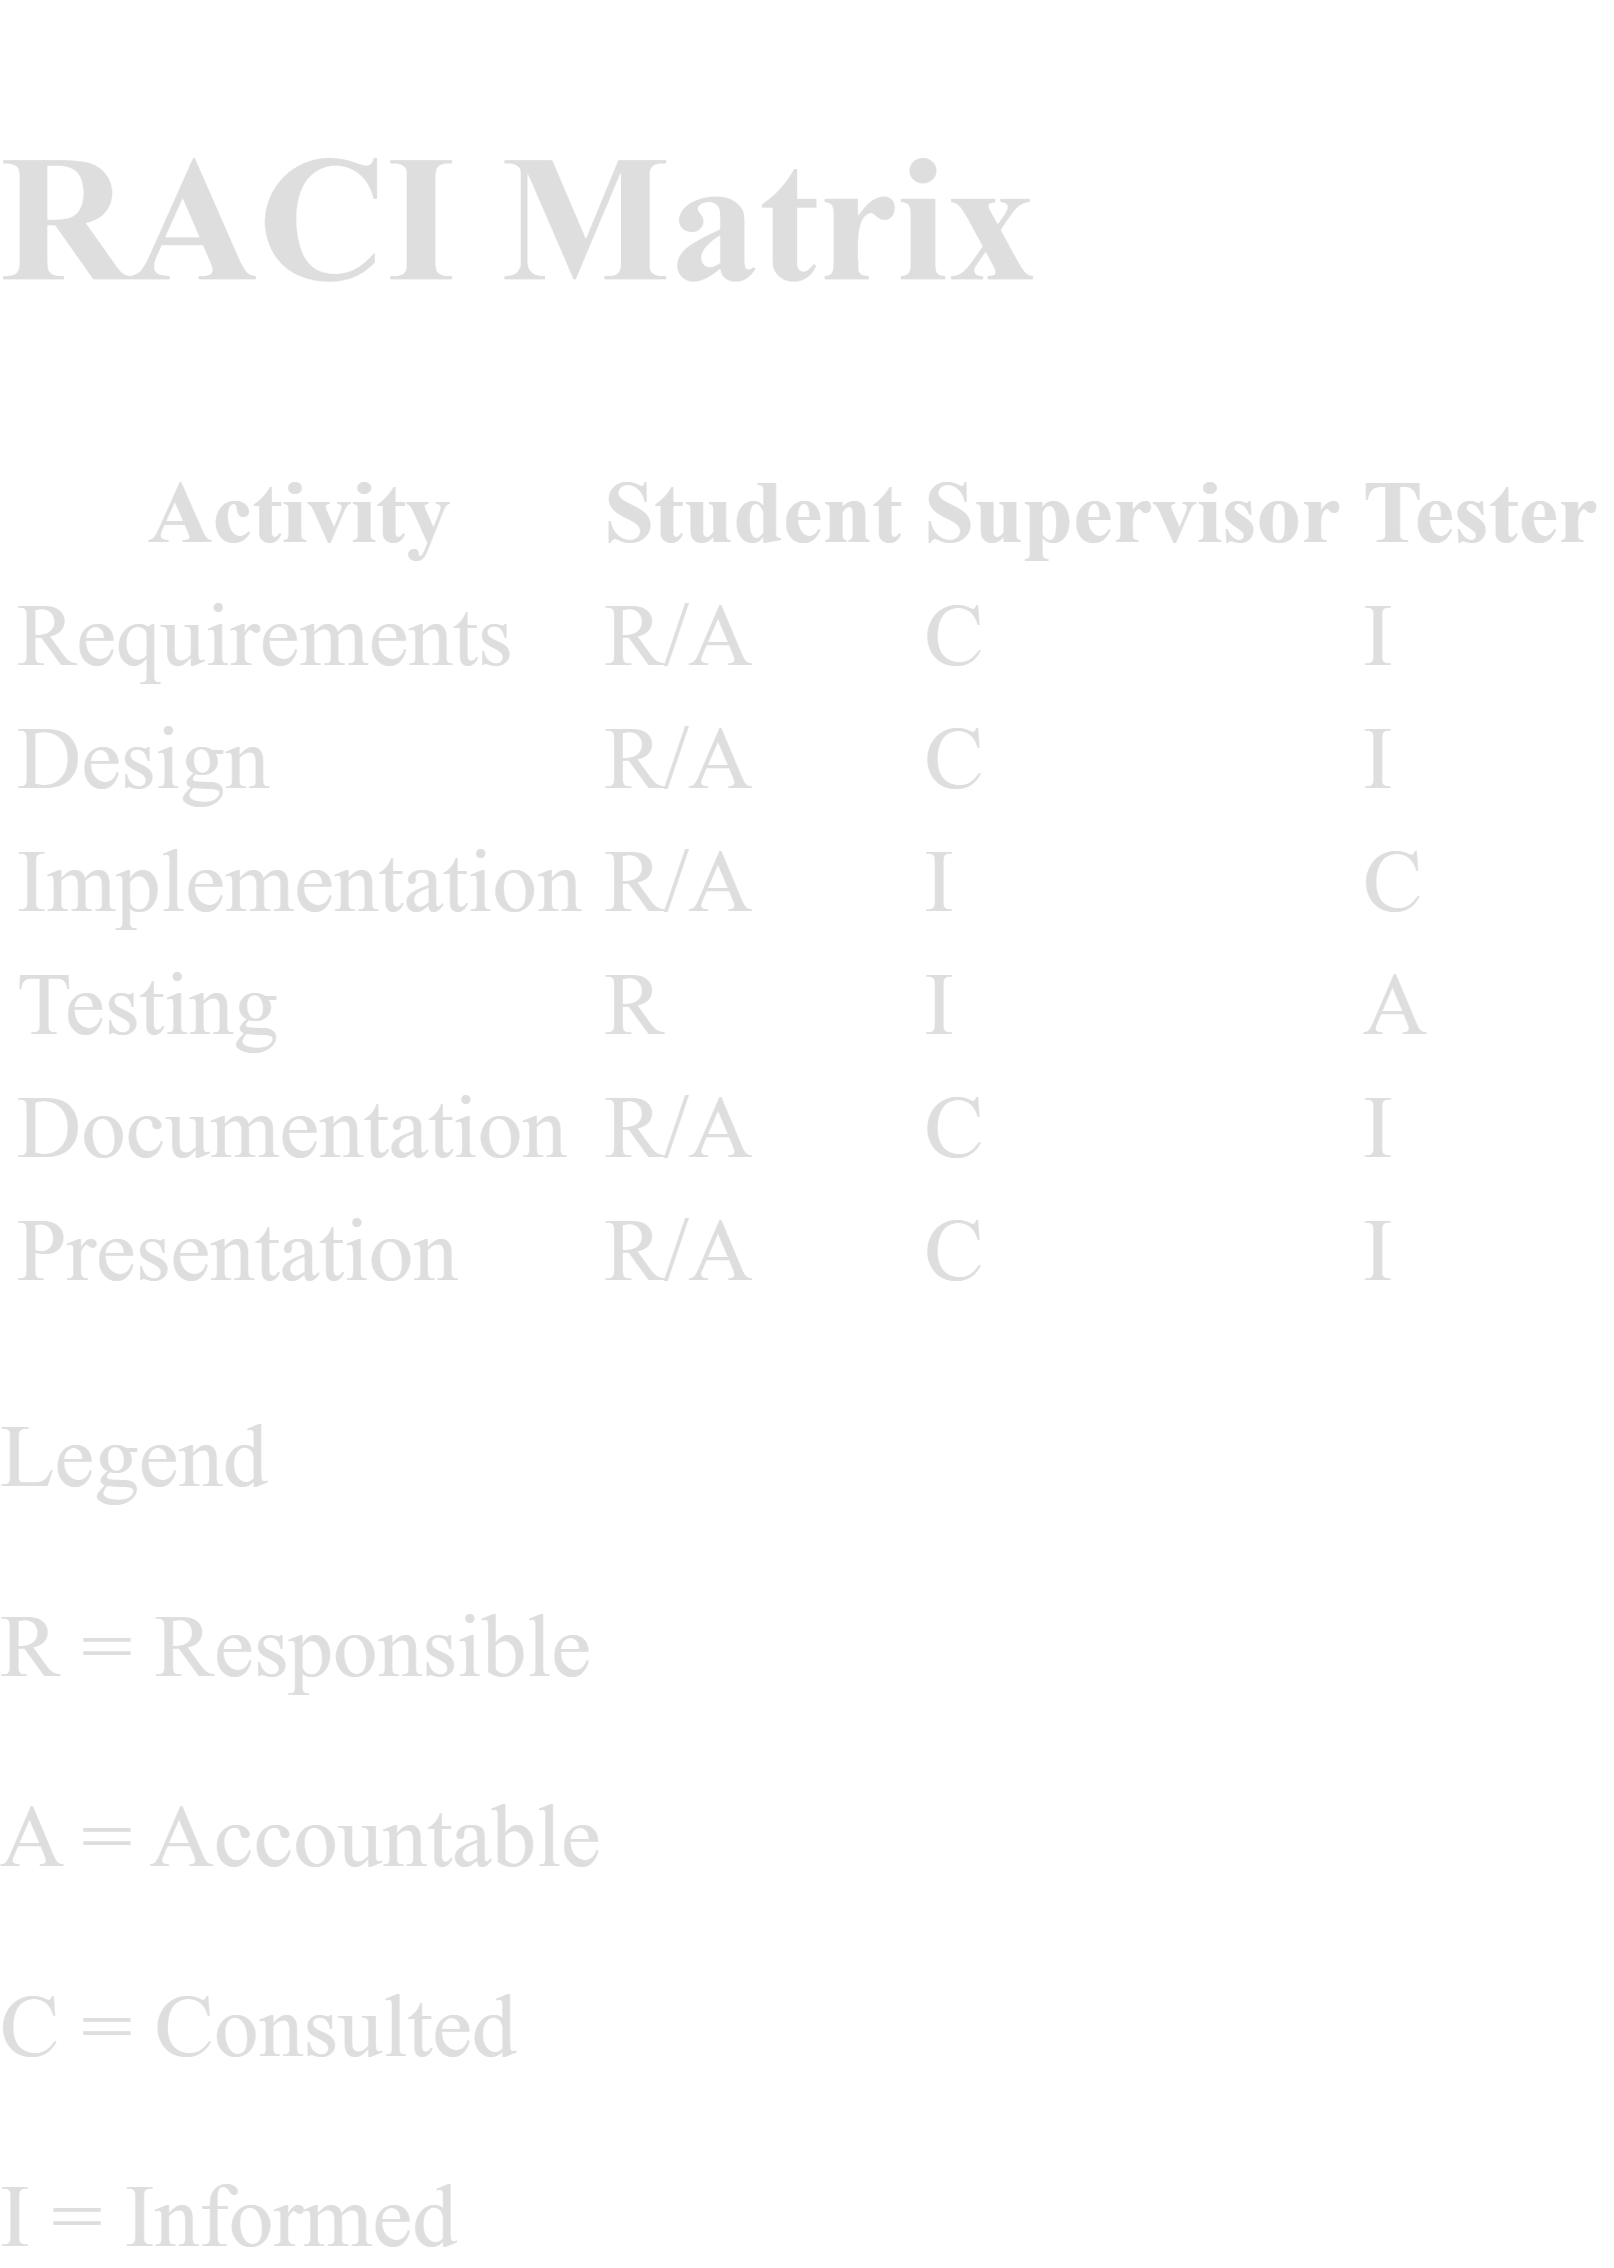 RACI Matrix
Activity Student Supervisor Tester
Requirements R/A C I
Design R/A C I
Implementation R/A I C
Testing R I A
Documentation R/A C I
Presentation R/A C I
Legend
R = Responsible
A = Accountable
C = Consulted
I = Informed